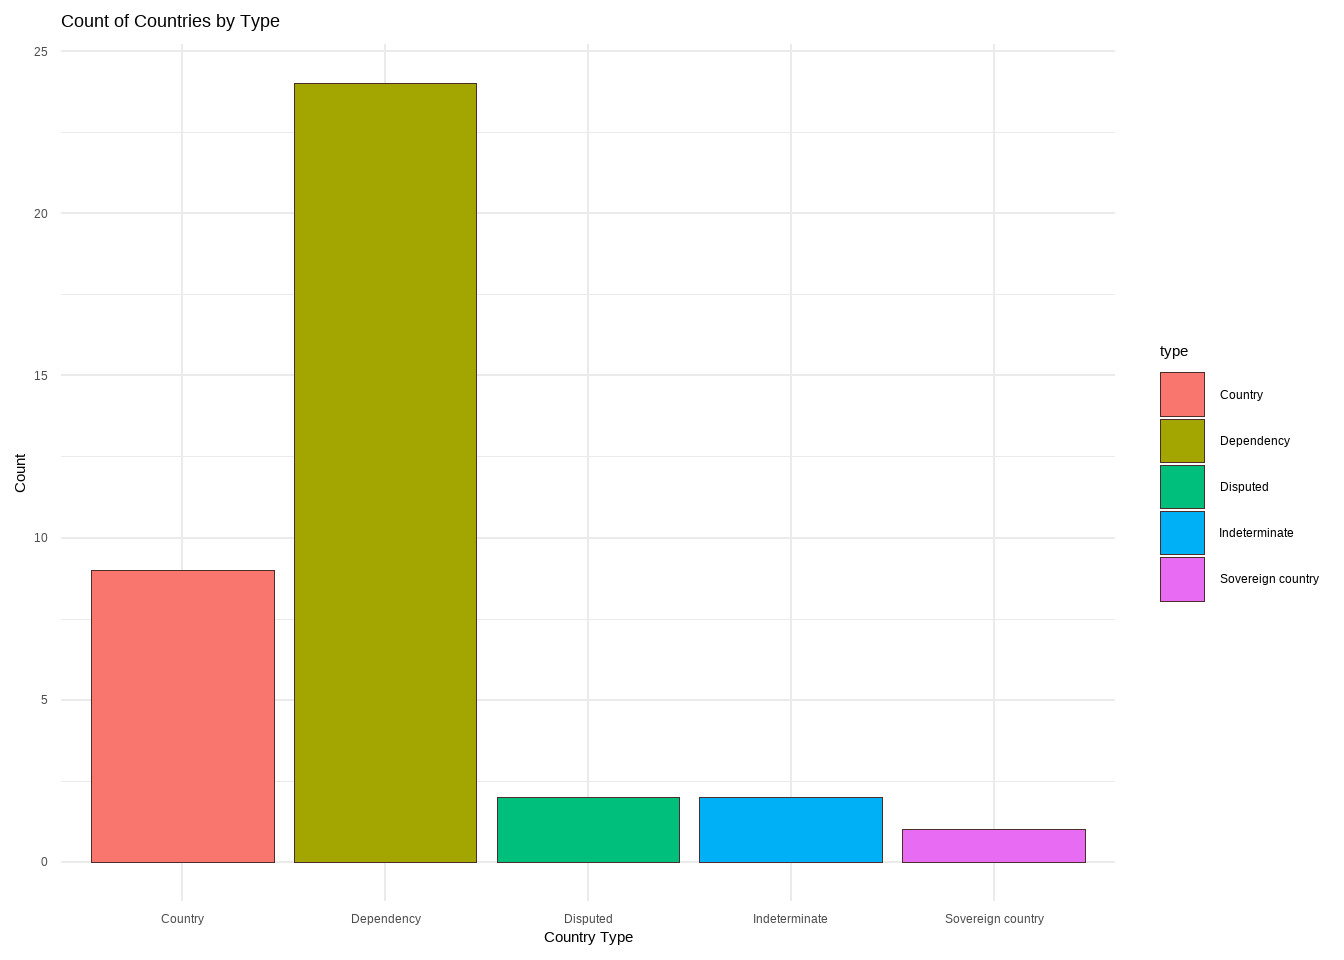 Count of Countries by Type
25
20
15
10
5
0
Count
Country
Dependency
Disputed
Indeterminate
Sovereign country
Country Type
type
Country
Dependency
Disputed
Indeterminate
Sovereign country